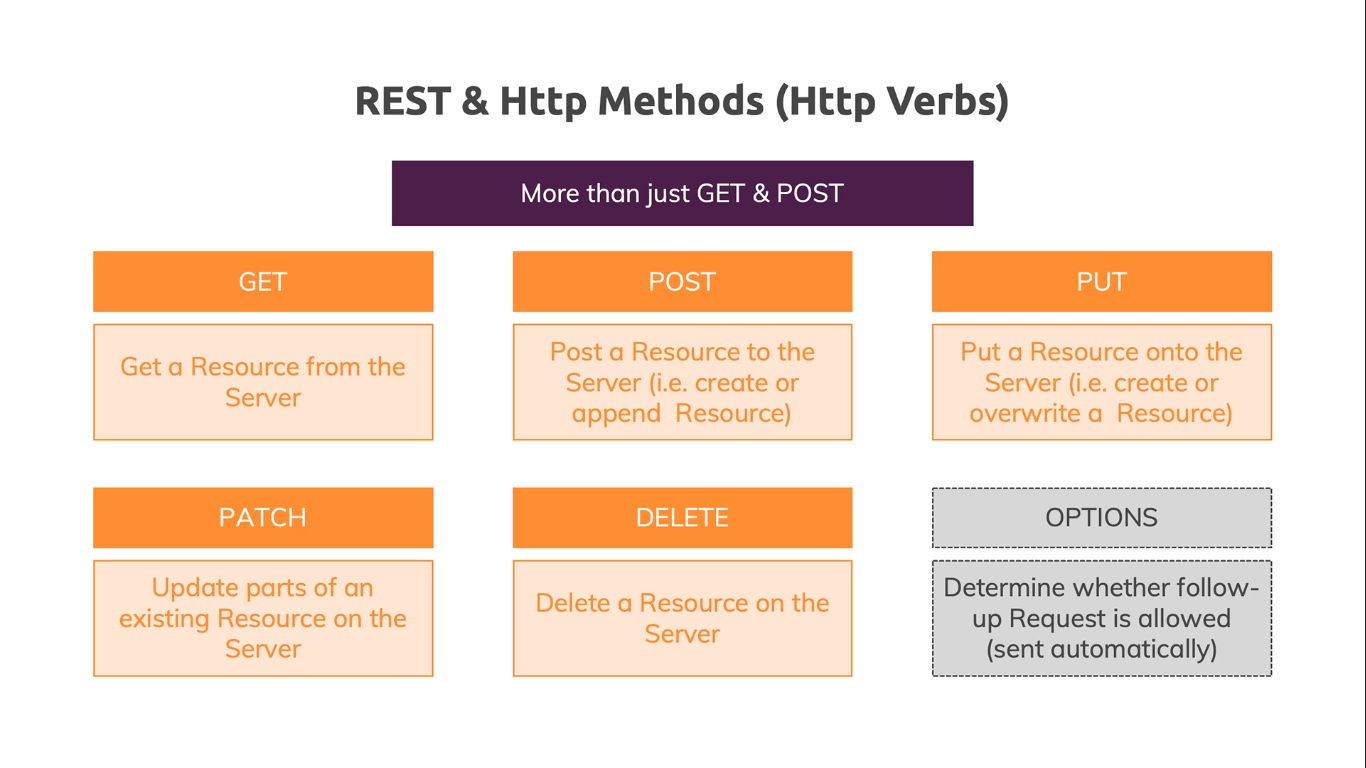 REST & Http Methods (Http Verbs)
More than just GET & POST
GET
POST
PUT
Get a Resource from the
Server
Post a Resource to the
Server (i.e. create or
append  Resource)
Put a Resource onto the
Server (i.e. create or
overwrite a  Resource)
PATCH
DELETE
OPTIONS
Update parts of an
existing Resource on the
Server
Delete a Resource on the
Server
Determine whether follow-
up Request is allowed
(sent automatically)